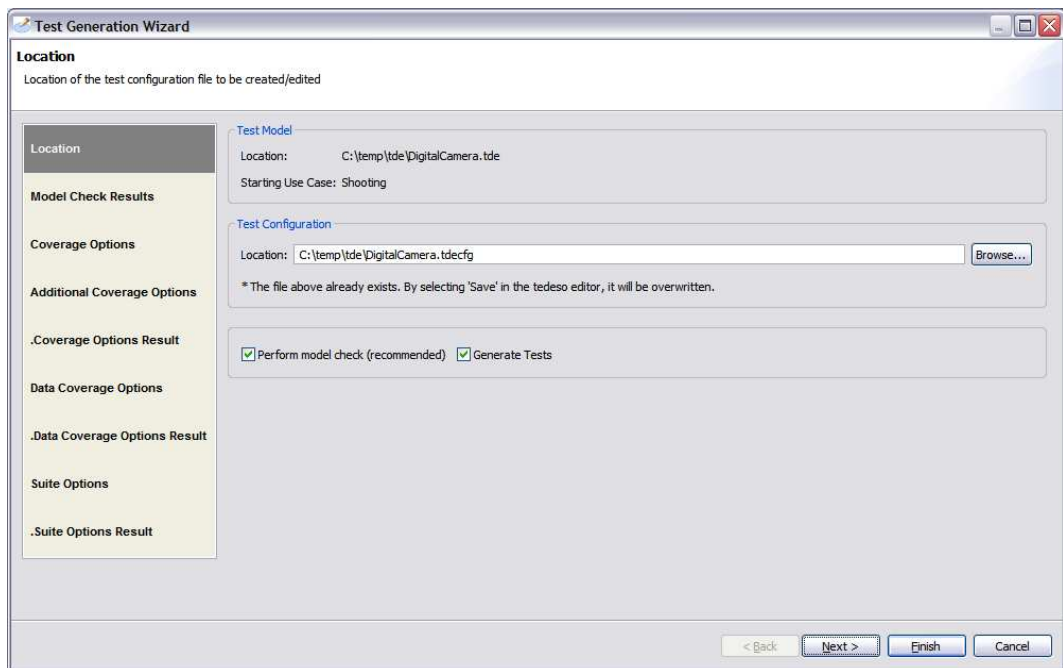 Test Generation Wizard
Location
Location of the test configuration file to be created/edited
Location
Model Check Results
Coverage Options
Additional Coverage Options
.Coverage Options Result
Data Coverage Options
.Data Coverage Options Result
Suite Options
.Suite Options Result
Test Model
Location: C:\temp\tde\DigitalCamera.tde
Starting Use Case: Shooting
Test Configuration
Location: C:\temp\tde\DigitalCamera.tdecfg Browse...
* The file above already exists. By selecting 'Save' in the tedeso editor, it will be overwritten.
Perform model check (recommended) Generate Tests
< Back Next > Finish Cancel